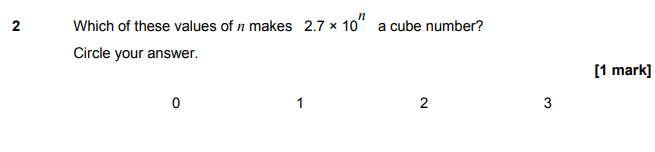 2 Which of these values of n makes 2.7 × 10ⁿ a cube number?
Circle your answer.
[1 mark]
0 1 2 3